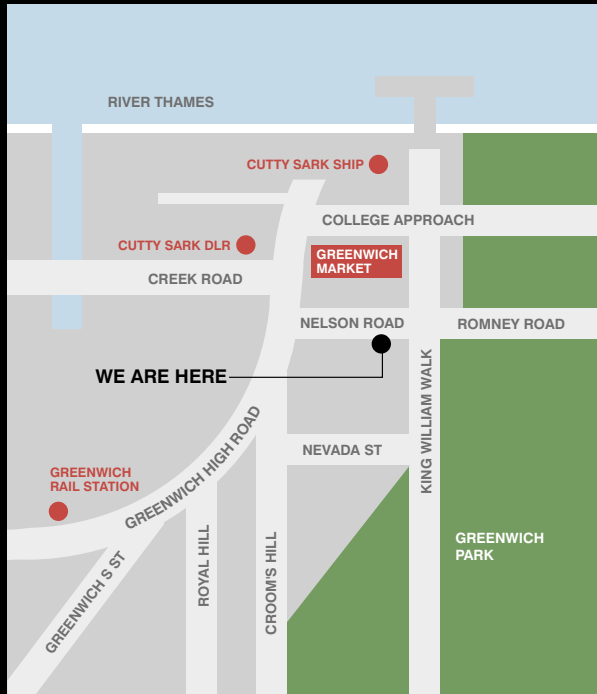 RIVER THAMES
CUTTY SARK SHIP
COLLEGE APPROACH
CUTTY SARK DLR
GREENWICH
MARKET
CREEK ROAD
NELSON ROAD
ROMNEY ROAD
WE ARE HERE
KING WILLIAM WALK
GREENWICH HIGH ROAD
NEVADA ST
GREENWICH
RAIL STATION
GREENWICH
PARK
GREENWICH S ST
ROYAL HILL
CROOM'S HILL